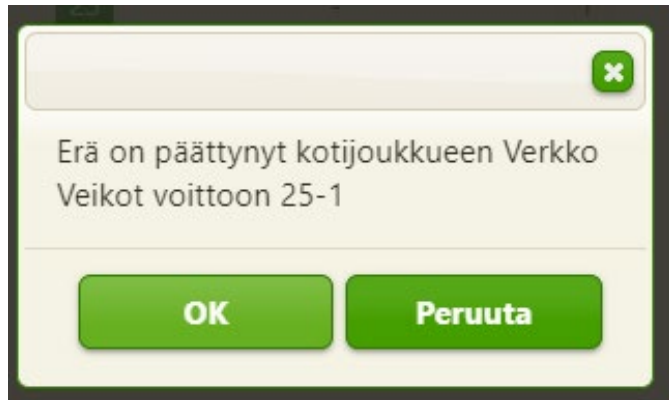 Erä on päättynyt kotijoukkueen Verkko
Veikot voittoon 25-1
OK
Peruuta